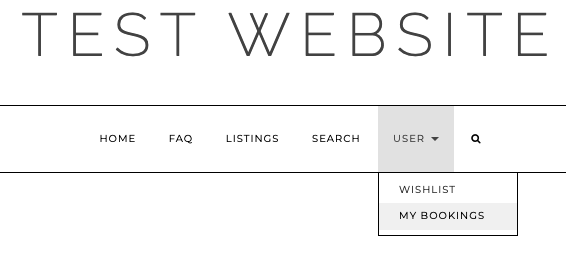 TEST WEBSITE
HOME FAQ LISTINGS SEARCH USER
WISHLIST
MY BOOKINGS